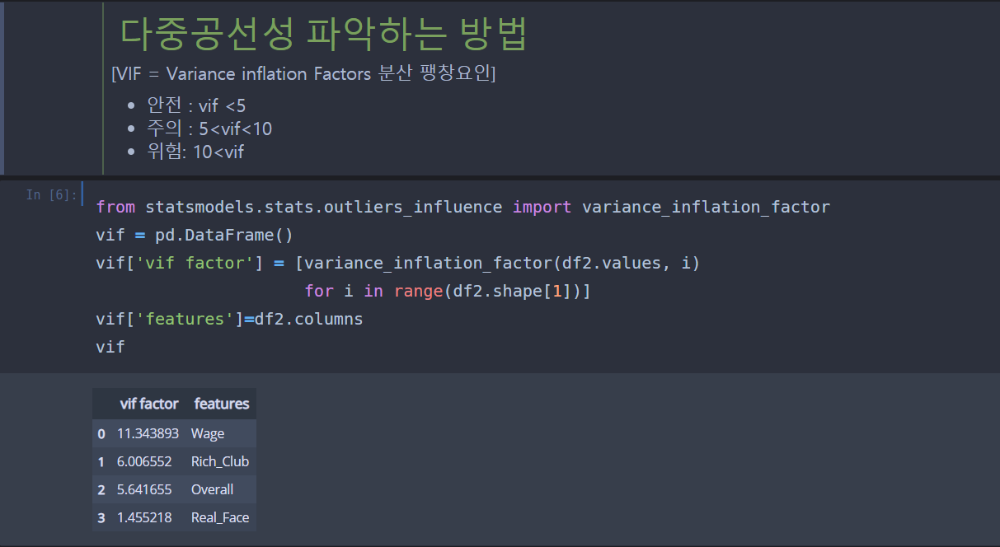 다중공선성 파악하는 방법
[VIF = Variance inflation Factors 분산 팽창요인]
• 안전 : vif <5
• 주의 : 5<vif<10
• 위험: 10<vif
In [6]:
from statsmodels.stats.outliers_influence import variance_inflation_factor
vif = pd.DataFrame()
vif['vif factor'] = [variance_inflation_factor(df2.values, i)
for i in range(df2.shape[1])]
vif['features']=df2.columns
vif
vif factor features
0 11.343893 Wage
1 6.006552 Rich_Club
2 5.641655 Overall
3 1.455218 Real_Face